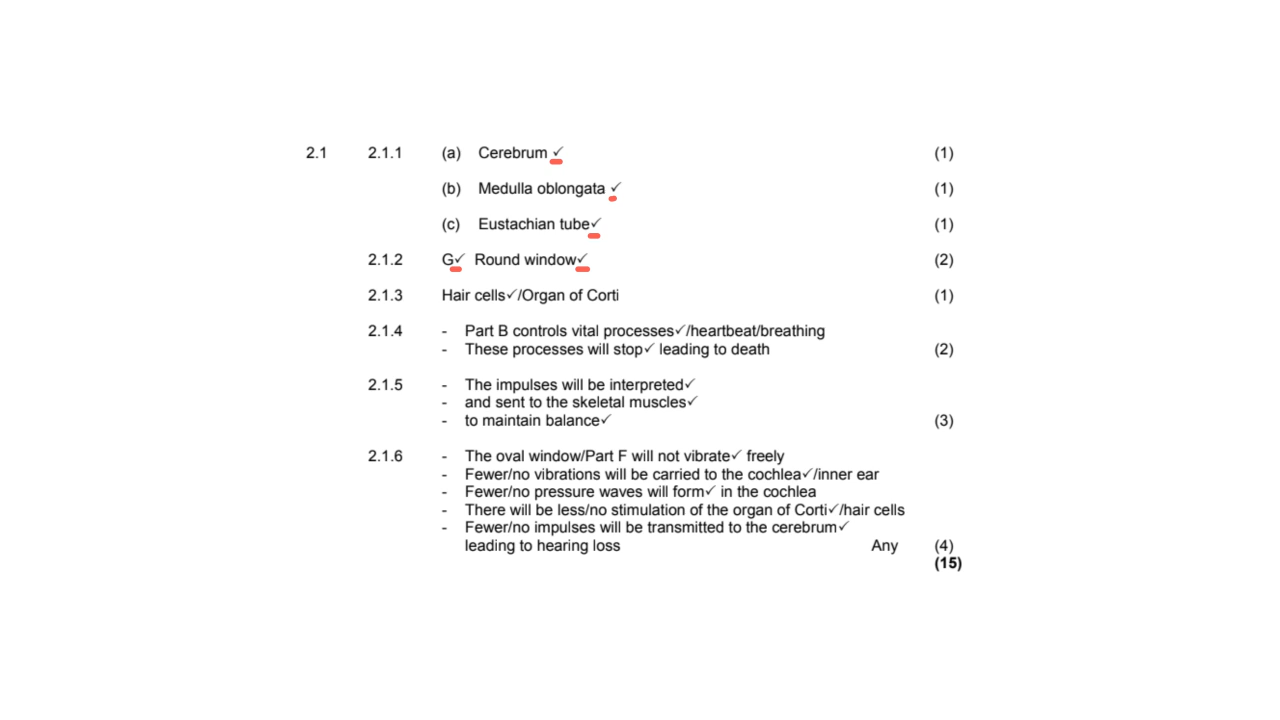 2.1 2.1.1 (a) Cerebrum ✓ (1)
(b) Medulla oblongata ✓ (1)
(c) Eustachian tube✓ (1)
2.1.2 G✓ Round window✓ (2)
2.1.3 Hair cells✓/Organ of Corti (1)
2.1.4 - Part B controls vital processes✓/heartbeat/breathing
- These processes will stop✓ leading to death (2)
2.1.5 - The impulses will be interpreted✓
- and sent to the skeletal muscles✓
- to maintain balance✓ (3)
2.1.6 - The oval window/Part F will not vibrate✓ freely
- Fewer/no vibrations will be carried to the cochlea✓/inner ear
- Fewer/no pressure waves will form✓ in the cochlea
- There will be less/no stimulation of the organ of Corti✓/hair cells
- Fewer/no impulses will be transmitted to the cerebrum✓
leading to hearing loss Any (4)
(15)